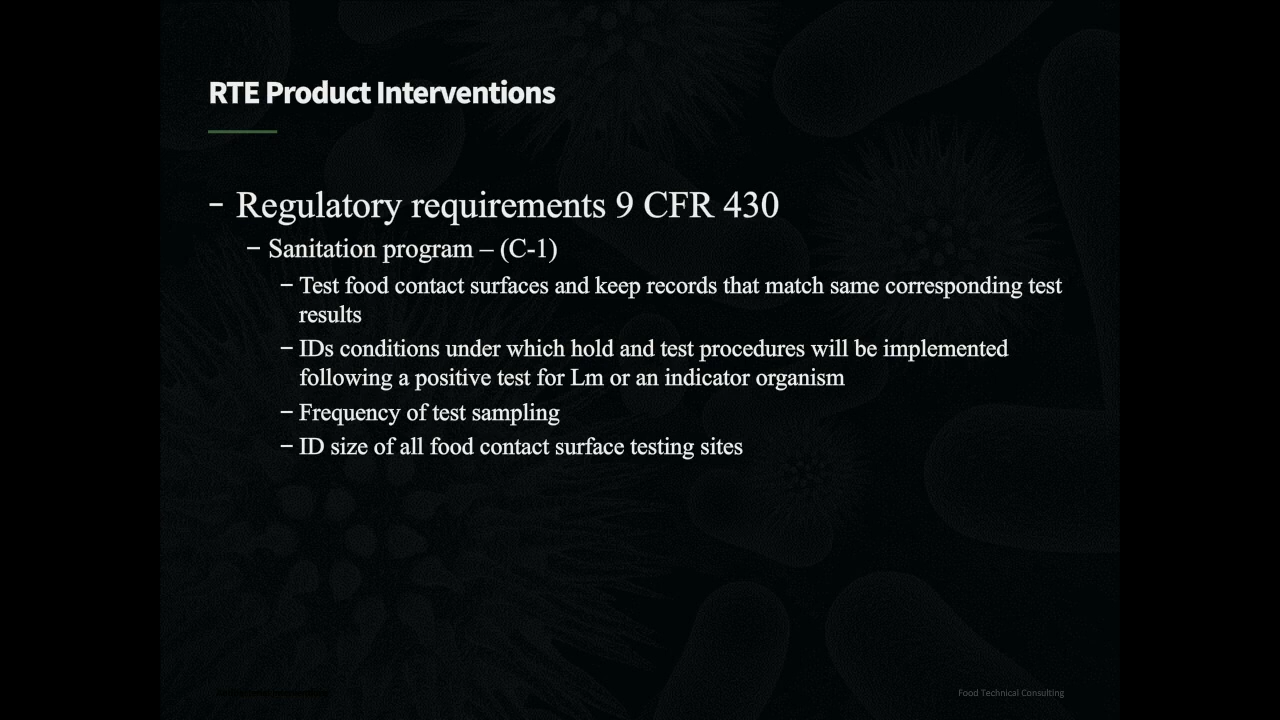 RTE Product Interventions
– Regulatory requirements 9 CFR 430
– Sanitation program – (C-1)
– Test food contact surfaces and keep records that match same corresponding test
results
– IDs conditions under which hold and test procedures will be implemented
following a positive test for Lm or an indicator organism
– Frequency of test sampling
– ID size of all food contact surface testing sites
Food Technical Consulting